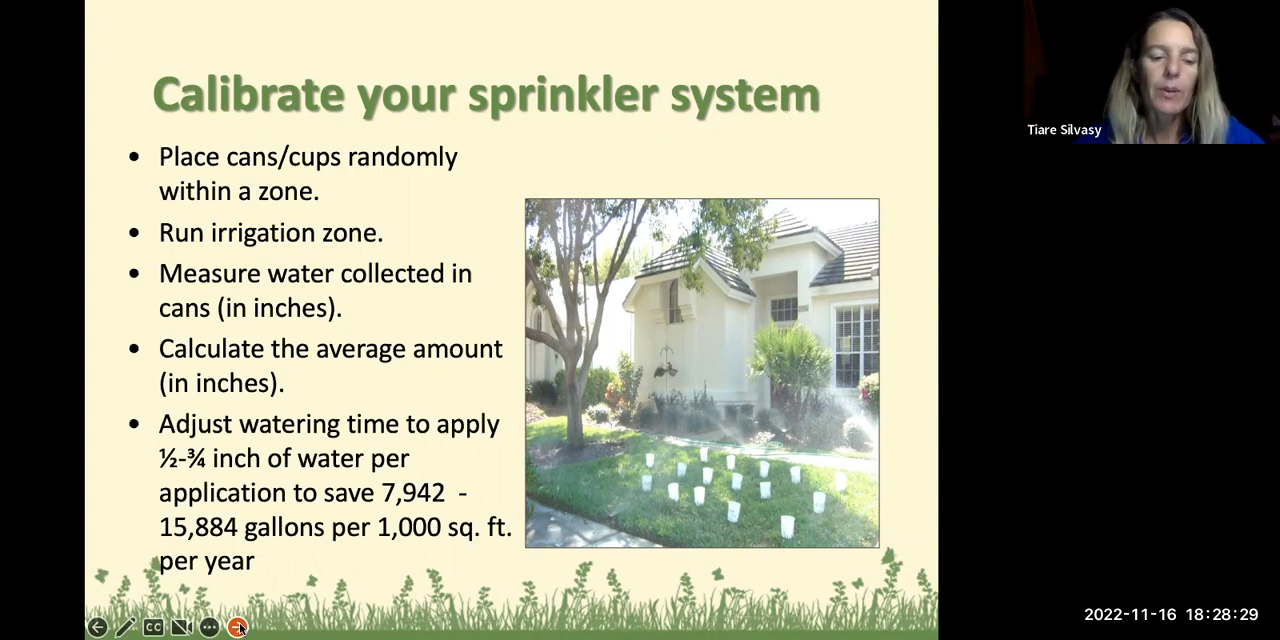 Calibrate your sprinkler system
• Place cans/cups randomly
within a zone.
• Run irrigation zone.
• Measure water collected in
cans (in inches).
• Calculate the average amount
(in inches).
• Adjust watering time to apply
½-¾ inch of water per
application to save 7,942 -
15,884 gallons per 1,000 sq. ft.
per year
Tiare Silvasy
CC
2022-11-16 18:28:29